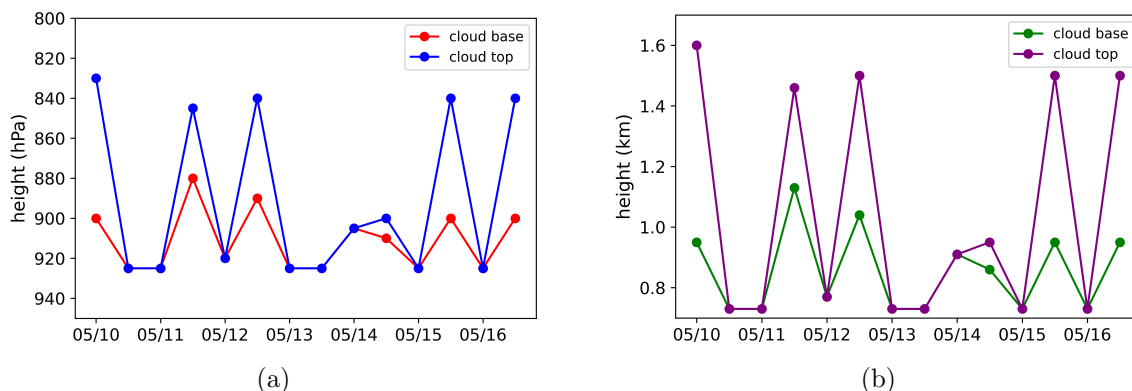 800
820
840
860
880
900
920
940
height (hPa)
cloud base
cloud top
05/10 05/11 05/12 05/13 05/14 05/15 05/16
(a)
1.6
1.4
1.2
1.0
0.8
height (km)
cloud base
cloud top
05/10 05/11 05/12 05/13 05/14 05/15 05/16
(b)